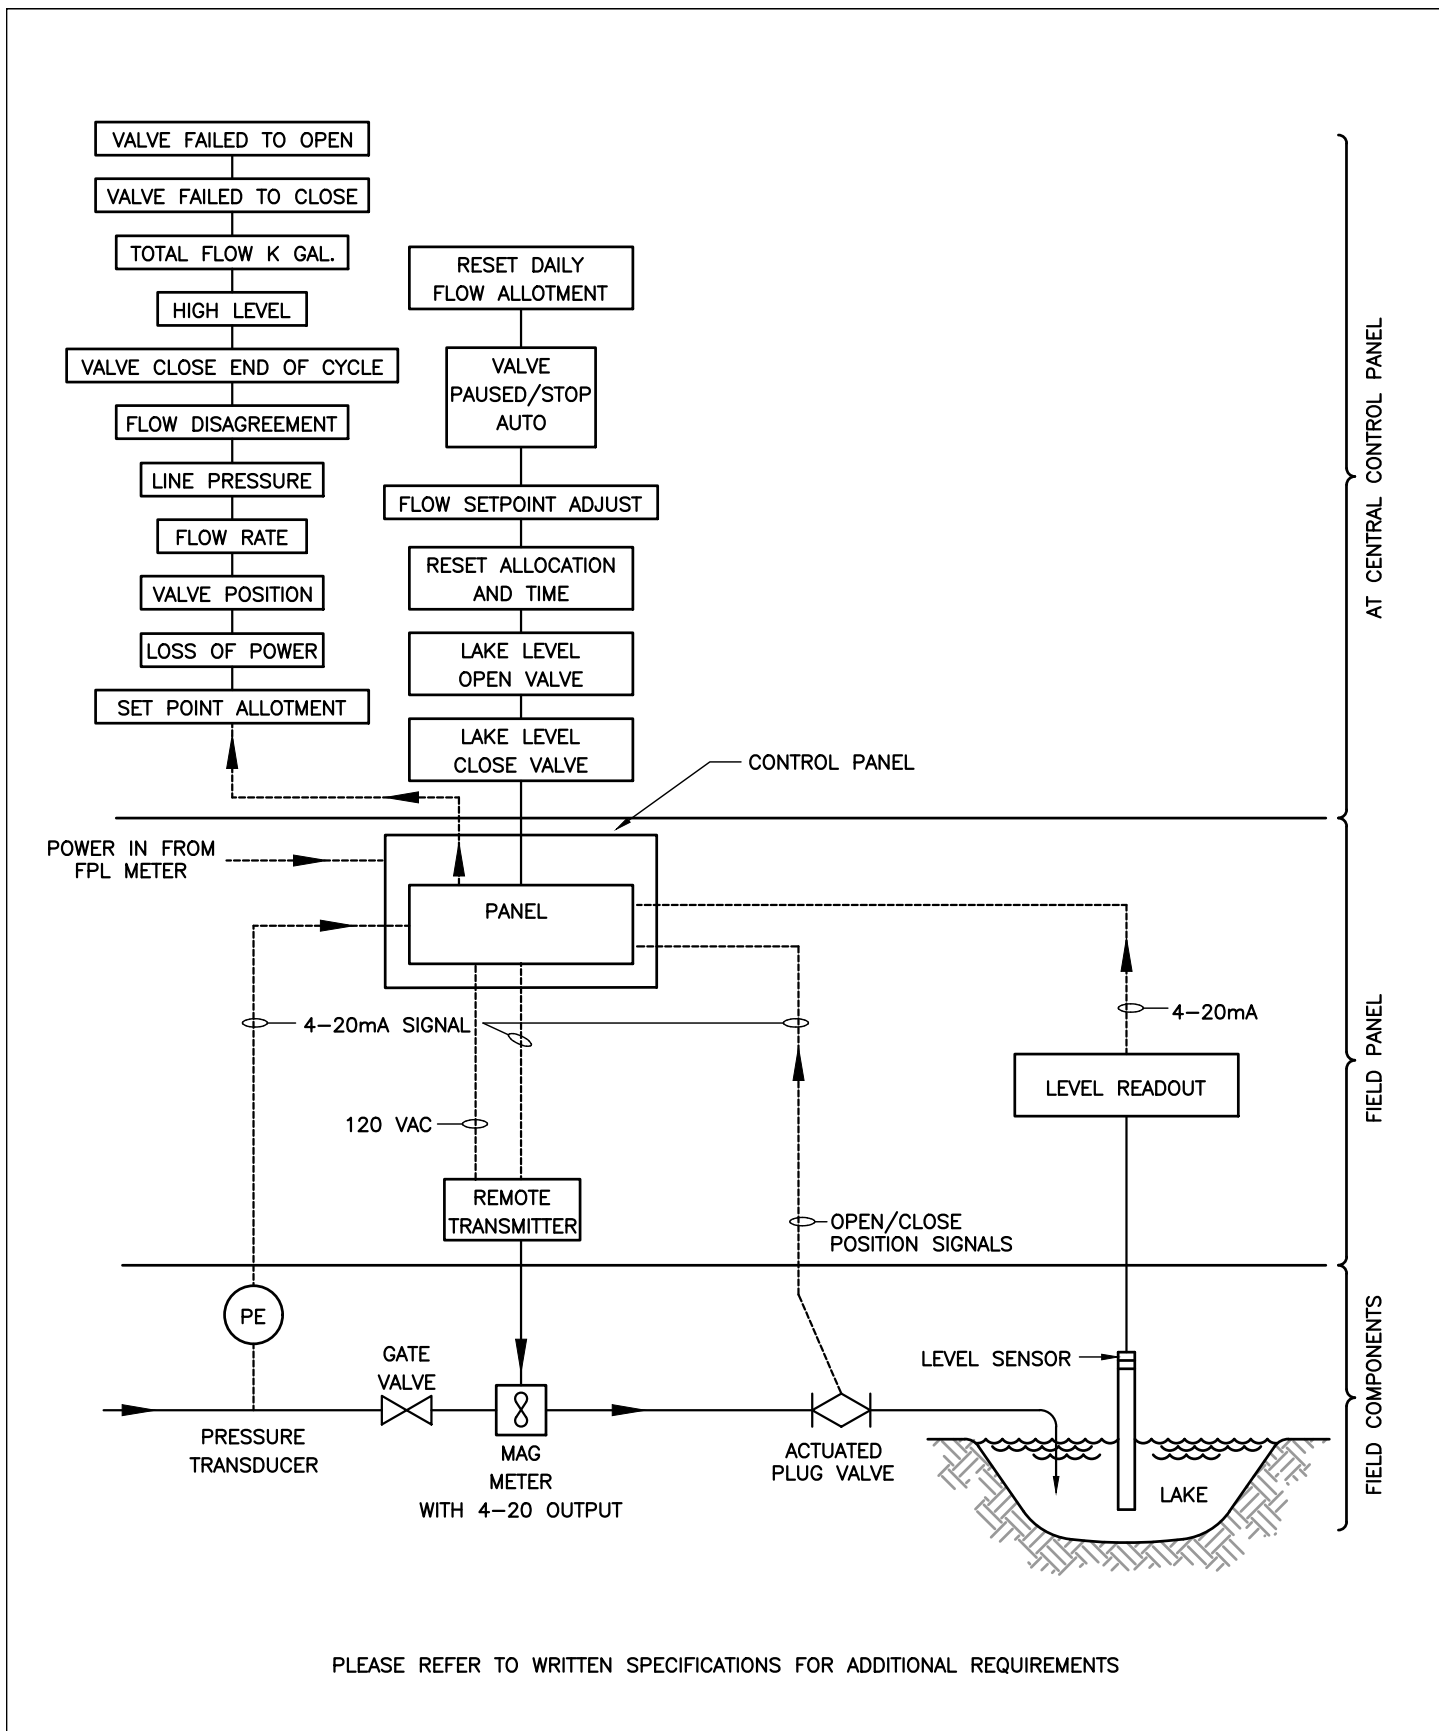 VALVE FAILED TO OPEN
VALVE FAILED TO CLOSE
TOTAL FLOW K GAL.
HIGH LEVEL
VALVE CLOSE END OF CYCLE
FLOW DISAGREEMENT
LINE PRESSURE
FLOW RATE
VALVE POSITION
LOSS OF POWER
SET POINT ALLOTMENT
RESET DAILY
FLOW ALLOTMENT
VALVE
PAUSED/STOP
AUTO
FLOW SETPOINT ADJUST
RESET ALLOCATION
AND TIME
LAKE LEVEL
OPEN VALVE
LAKE LEVEL
CLOSE VALVE
CONTROL PANEL
AT CENTRAL CONTROL PANEL
POWER IN FROM
FPL METER
PANEL
4-20mA SIGNAL
4-20mA
LEVEL READOUT
120 VAC
REMOTE
TRANSMITTER
OPEN/CLOSE
POSITION SIGNALS
FIELD PANEL
PE
GATE
VALVE
LEVEL SENSOR
PRESSURE
TRANSDUCER
MAG
METER
WITH 4-20 OUTPUT
ACTUATED
PLUG VALVE
LAKE
FIELD COMPONENTS
PLEASE REFER TO WRITTEN SPECIFICATIONS FOR ADDITIONAL REQUIREMENTS